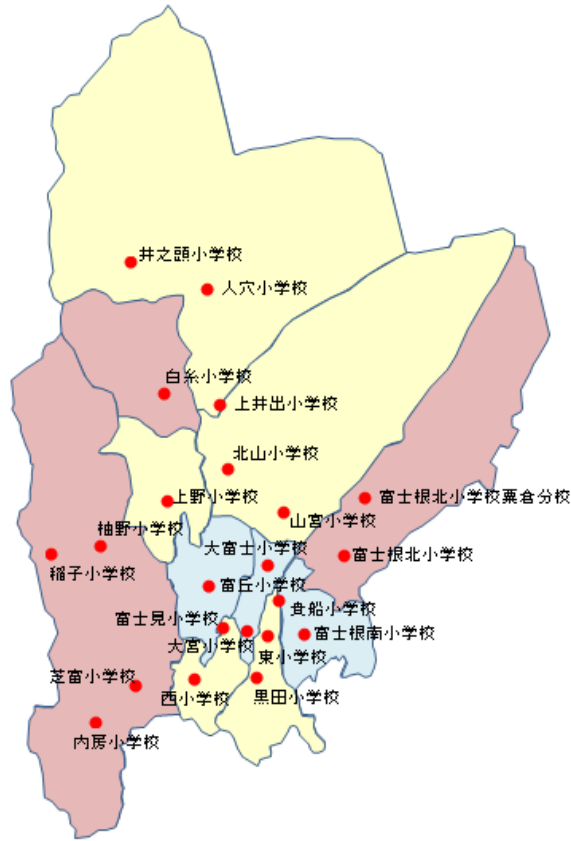 井之頭小学校
人穴小学校
白糸小学校
上井出小学校
北山小学校
上野小学校
富士根北小学校粟倉分校
山宮小学校
柚野小学校
大富士小学校
富士根北小学校
稲子小学校
富丘小学校
貴船小学校
富士見小学校
富士根南小学校
大宮小学校
東小学校
芝富小学校
西小学校
黒田小学校
内房小学校